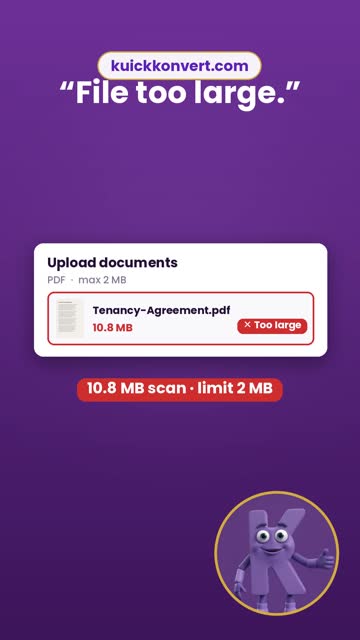 kuickkonvert.com
“File too large.”
Upload documents
PDF · max 2 MB
Tenancy-Agreement.pdf
10.8 MB
× Too large
10.8 MB scan · limit 2 MB